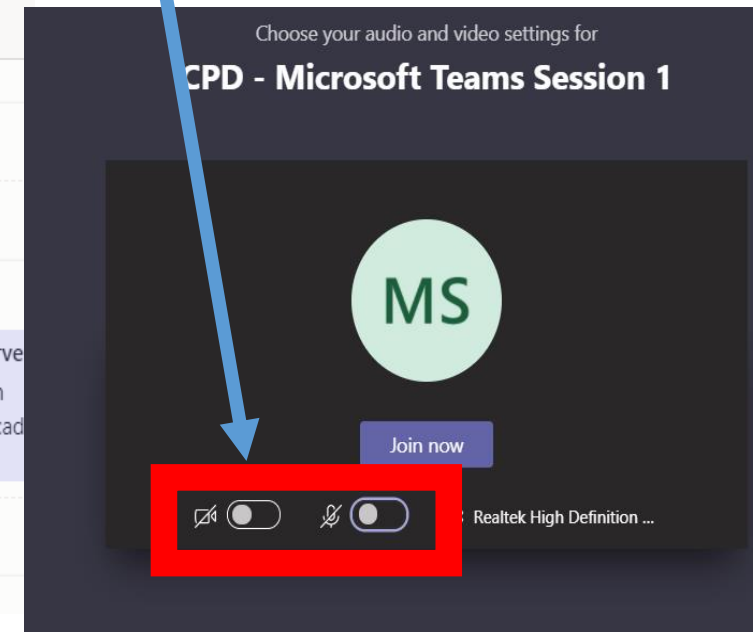 Choose your audio and video settings for
CPD - Microsoft Teams Session 1
MS
Join now
Realtek High Definition ...